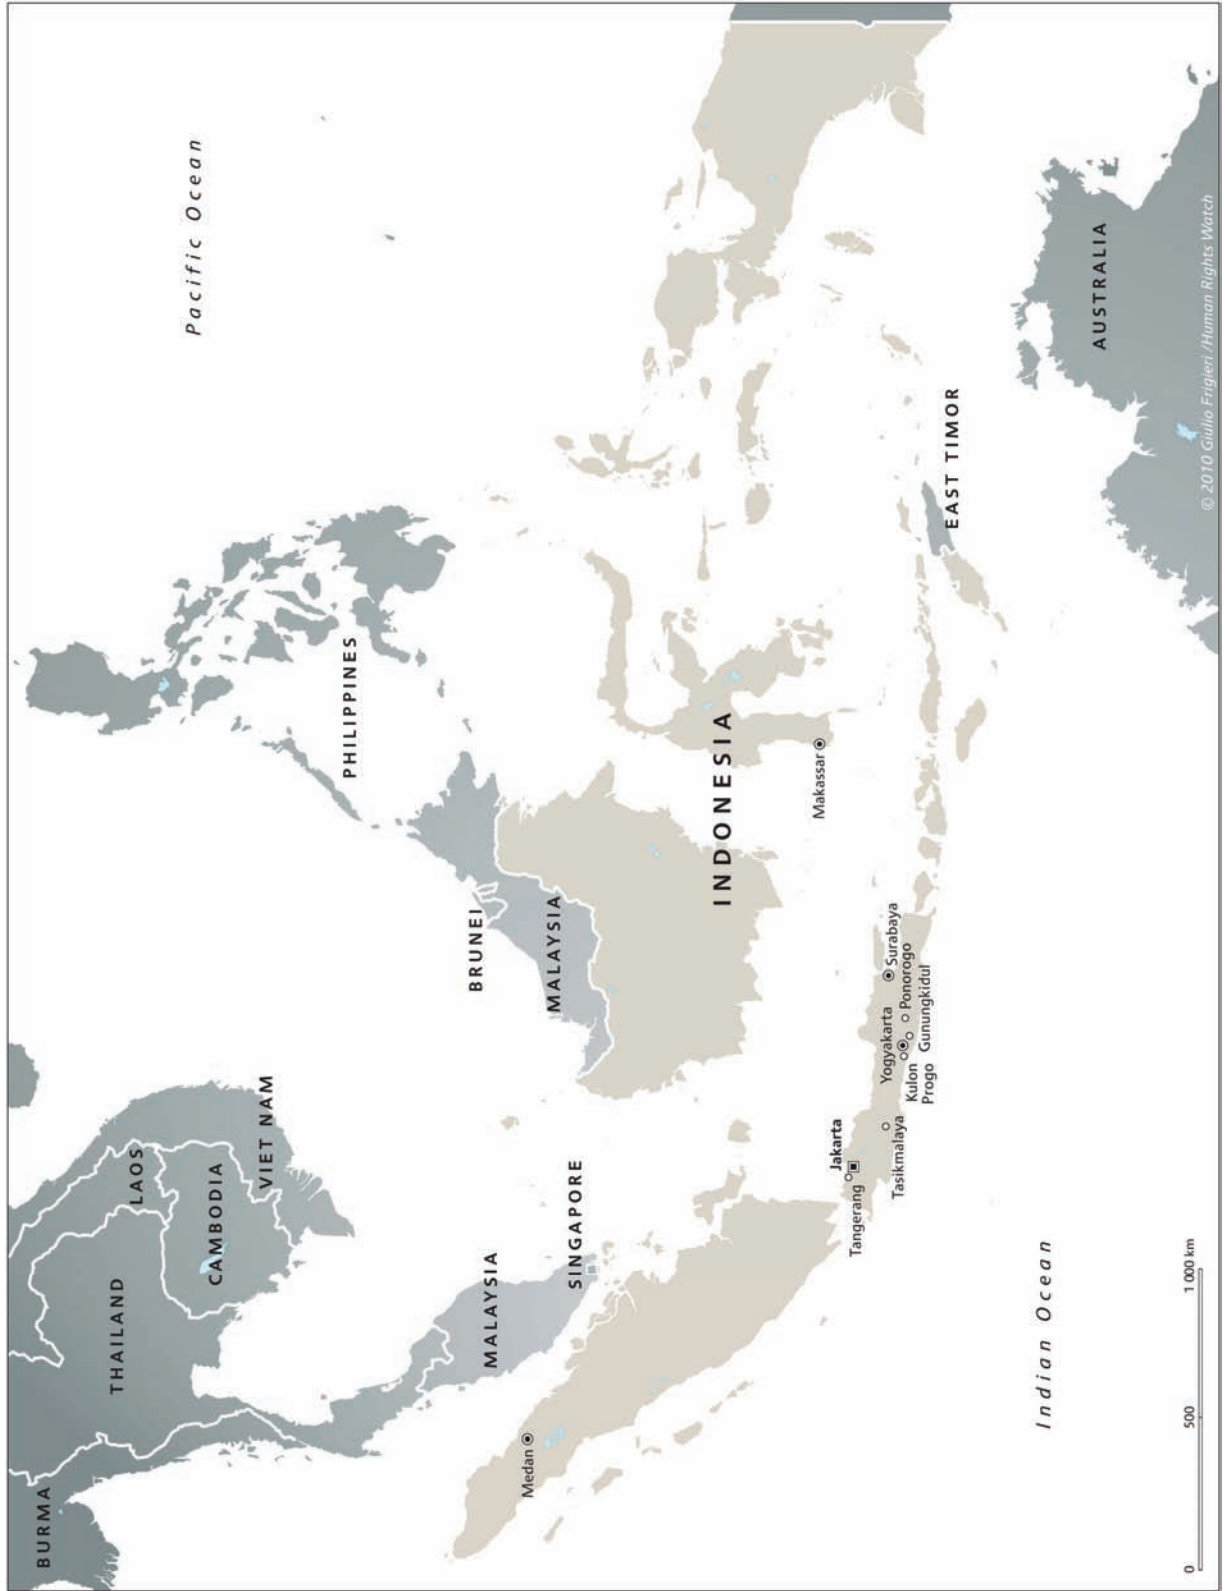 BURMA
THAILAND
LAOS
CAMBODIA
VIET NAM
Pacific Ocean
PHILIPPINES
BRUNEI
MALAYSIA
MALAYSIA
SINGAPORE
Medan
INDONESIA
Makassar
Jakarta
Tangerang
Tasikmalaya
Yogyakarta
Kulon
Progo
Surabaya
Ponorogo
Gunungkidul
EAST TIMOR
AUSTRALIA
Indian Ocean
0 500 1 000 km
© 2010 Giulio Frigieri /Human Rights Watch